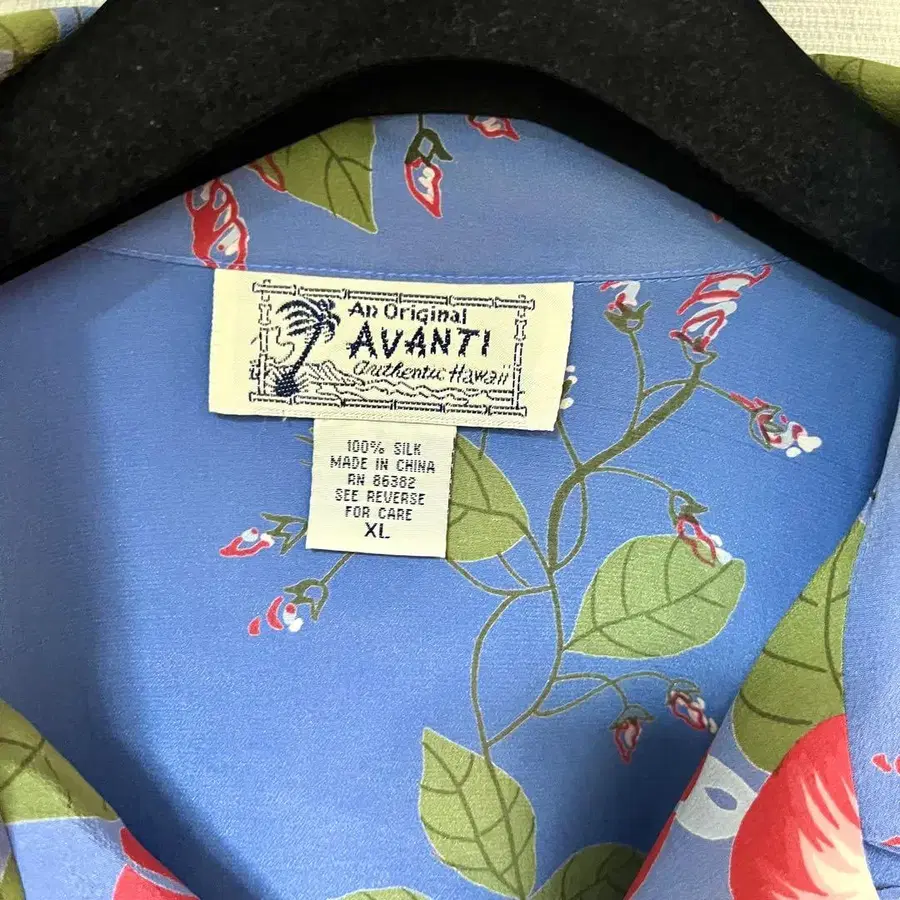 An Original
AVANTI
Authentic Hawaii
100% SILK
MADE IN CHINA
RN 86382
SEE REVERSE
FOR CARE
XL